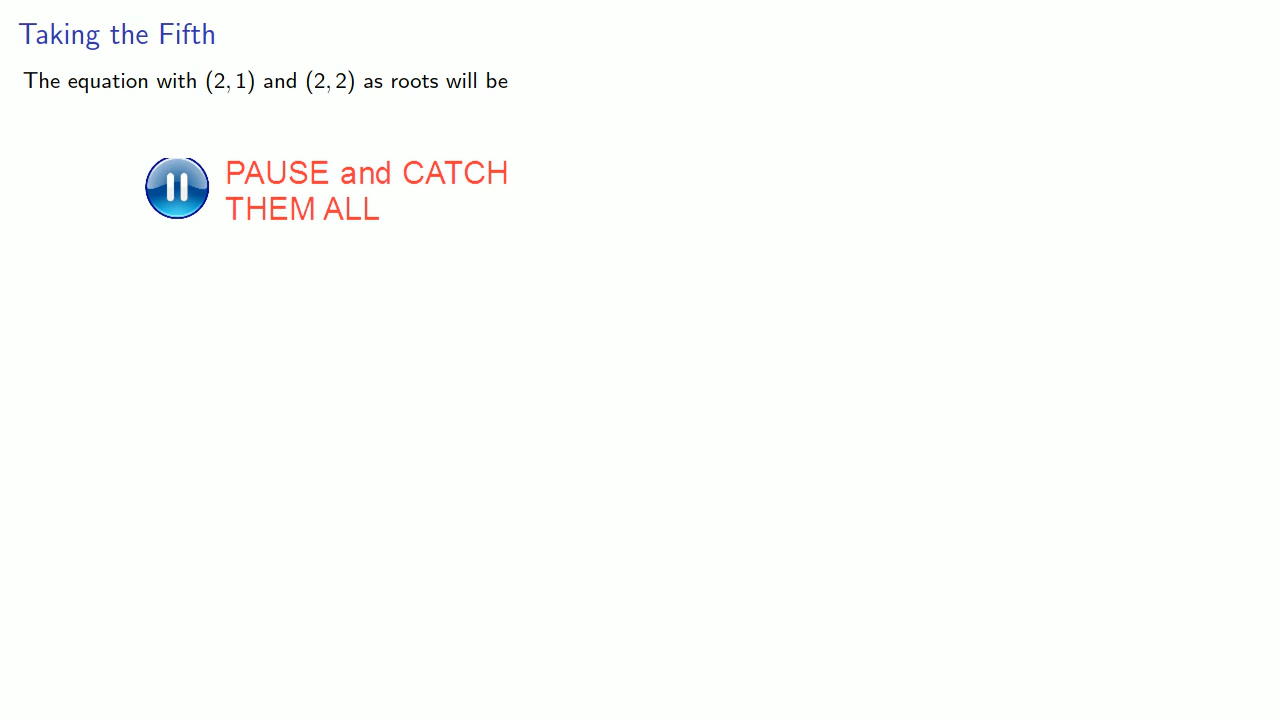 Taking the Fifth
The equation with (2, 1) and (2, 2) as roots will be
PAUSE and CATCH
THEM ALL